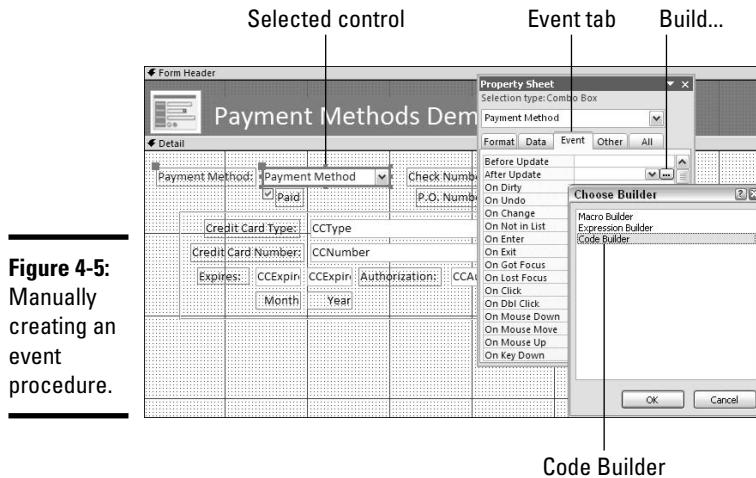 Selected control
Event tab
Build...
Form Header
Payment Methods Dem
Detail
Payment Method:
Payment Method
Check Numb
Paid
P.O. Numb
Credit Card Type:
CCType
Credit Card Number:
CCNumber
Expires:
CCExpir
CCExpire
Authorization:
CCAu
Month
Year
Property Sheet
Selection type: Combo Box
Payment Method
Format
Data
Event
Other
All
Before Update
After Update
On Dirty
On Undo
On Change
On Not in List
On Enter
On Exit
On Got Focus
On Lost Focus
On Click
On Dbl Click
On Mouse Down
On Mouse Move
On Mouse Up
On Key Down
Choose Builder
Macro Builder
Expression Builder
Code Builder
OK
Cancel
Code Builder
Figure 4-5:
Manually
creating an
event
procedure.